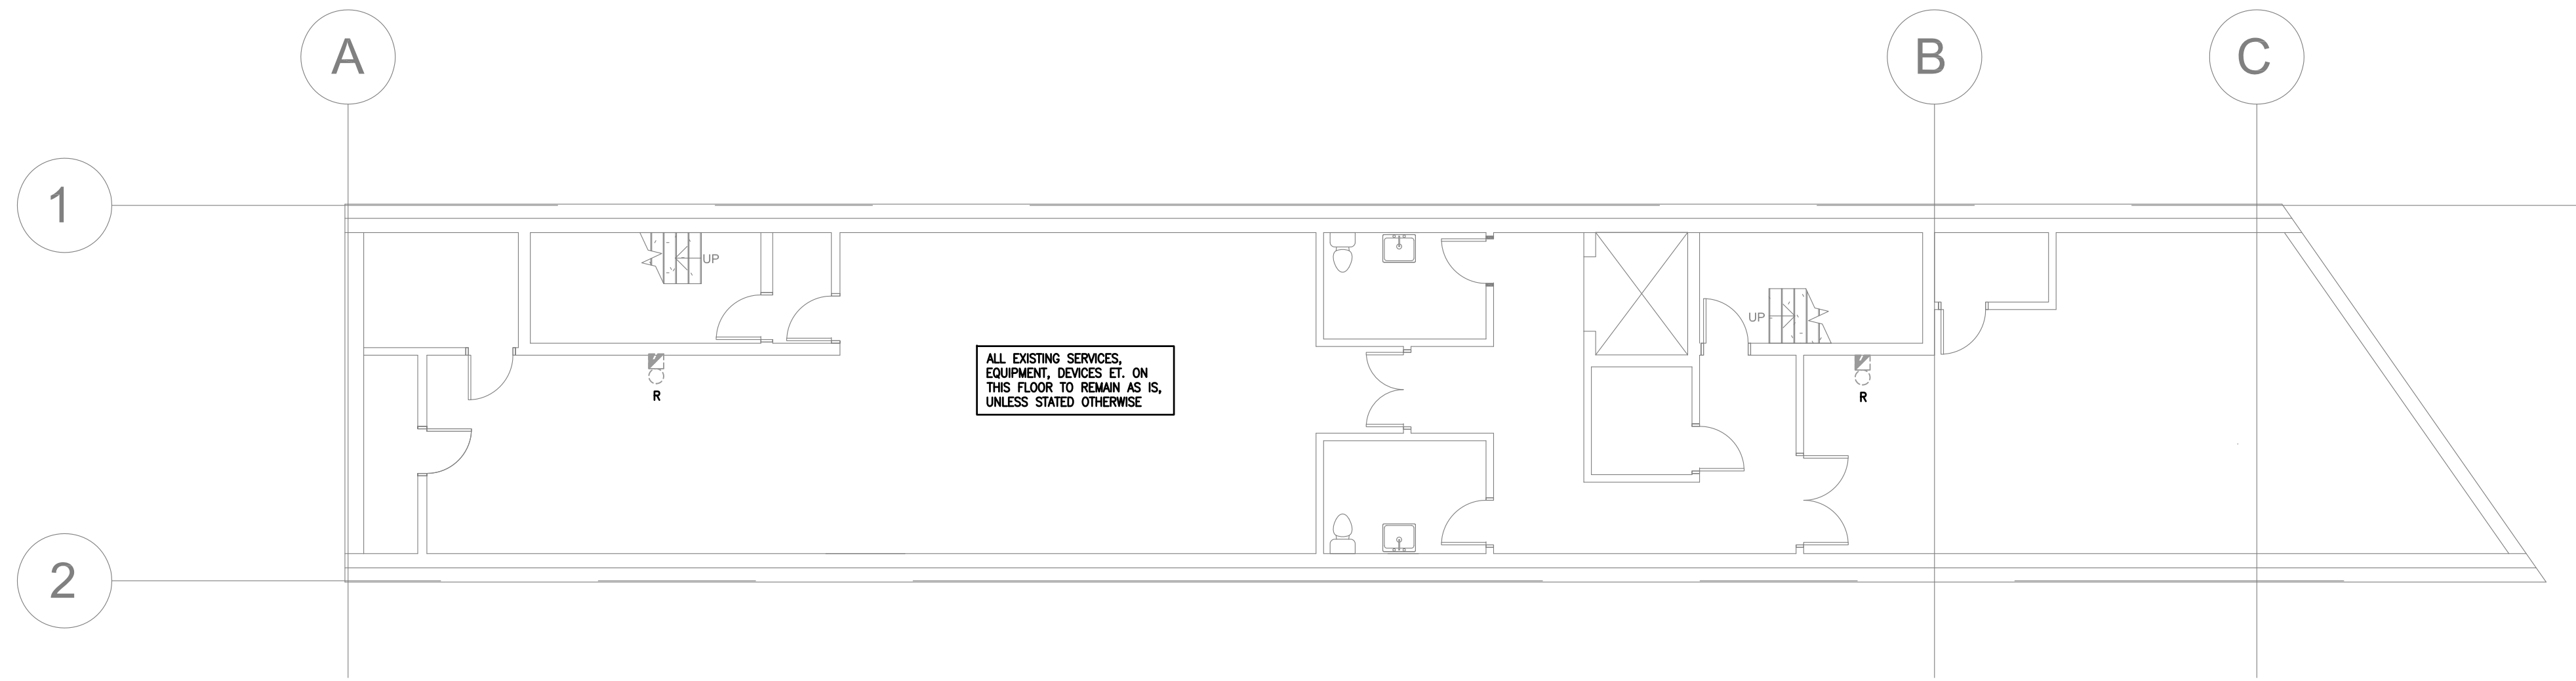 A
B
C
1
UP
UP
ALL EXISTING SERVICES,
EQUIPMENT, DEVICES ET. ON
THIS FLOOR TO REMAIN AS IS,
UNLESS STATED OTHERWISE
R
R
2